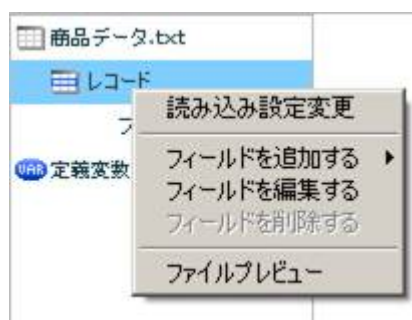 商品データ.txt
レコード
フ
定義変数
読み込み設定変更
フィールドを追加する
フィールドを編集する
フィールドを削除する
ファイルプレビュー